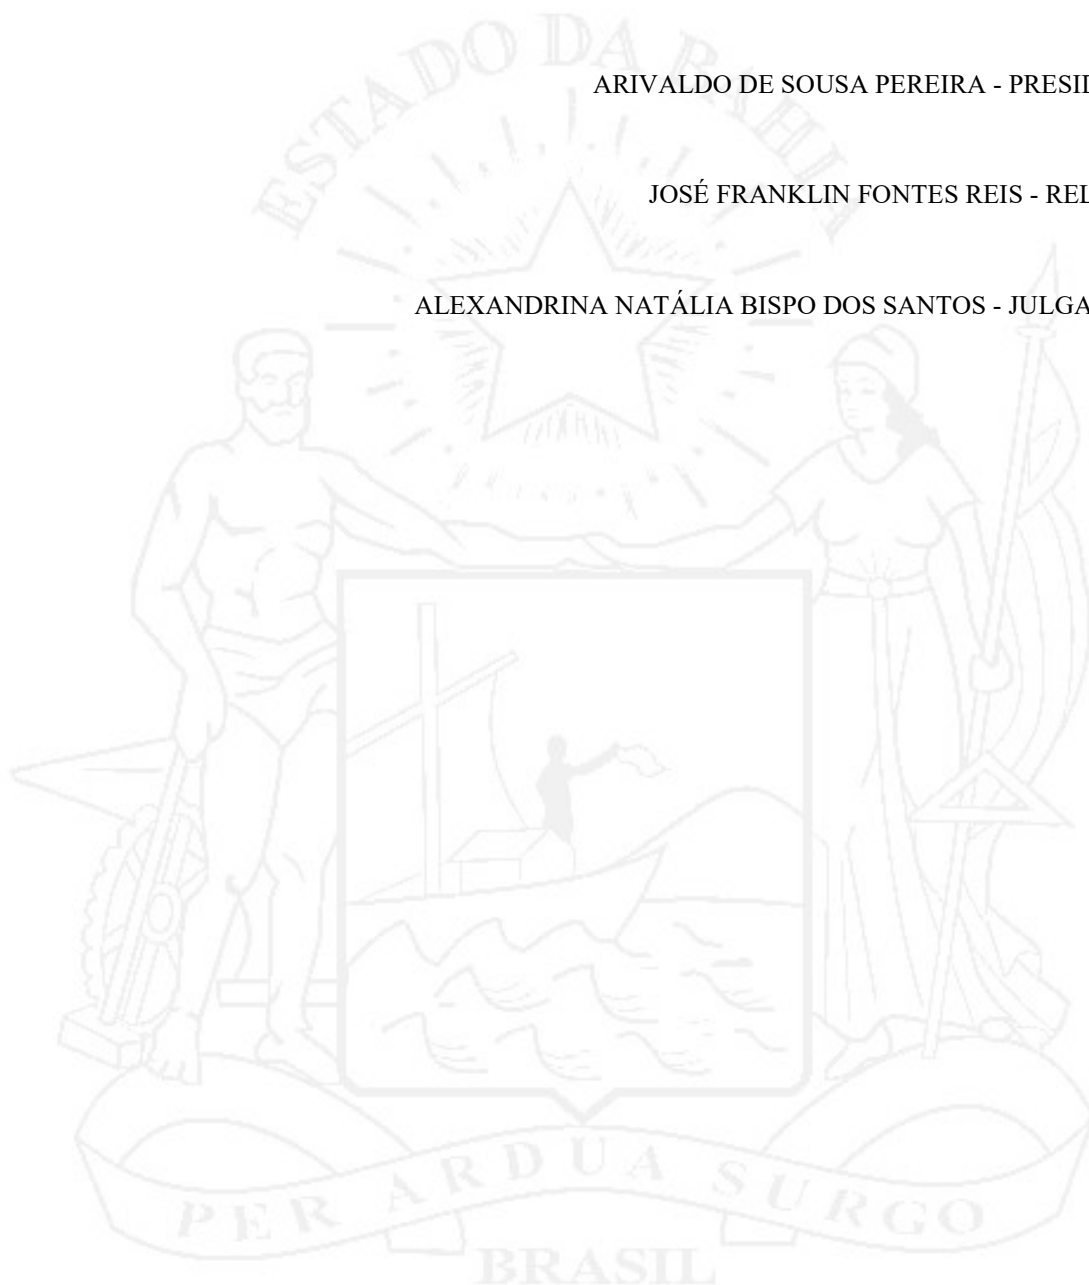 ESTADO DA BAHIA
ARIVALDO DE SOUSA PEREIRA - PRESI
JOSÉ FRANKLIN FONTES REIS - REL
ALEXANDRINA NATÁLIA BISPO DOS SANTOS - JULGA
PER ARDUA SURGO
BRASIL